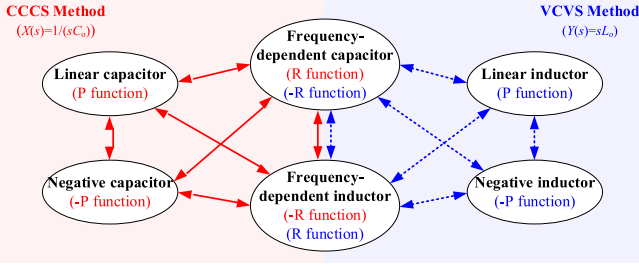 CCCS Method
(X(s)=1/(sCₒ))
VCVS Method
(Y(s)=sLₒ)
Frequency-
dependent capacitor
(R function)
(-R function)
Linear capacitor
(P function)
Linear inductor
(P function)
Negative capacitor
(-P function)
Frequency-
dependent inductor
(-R function)
(R function)
Negative inductor
(-P function)